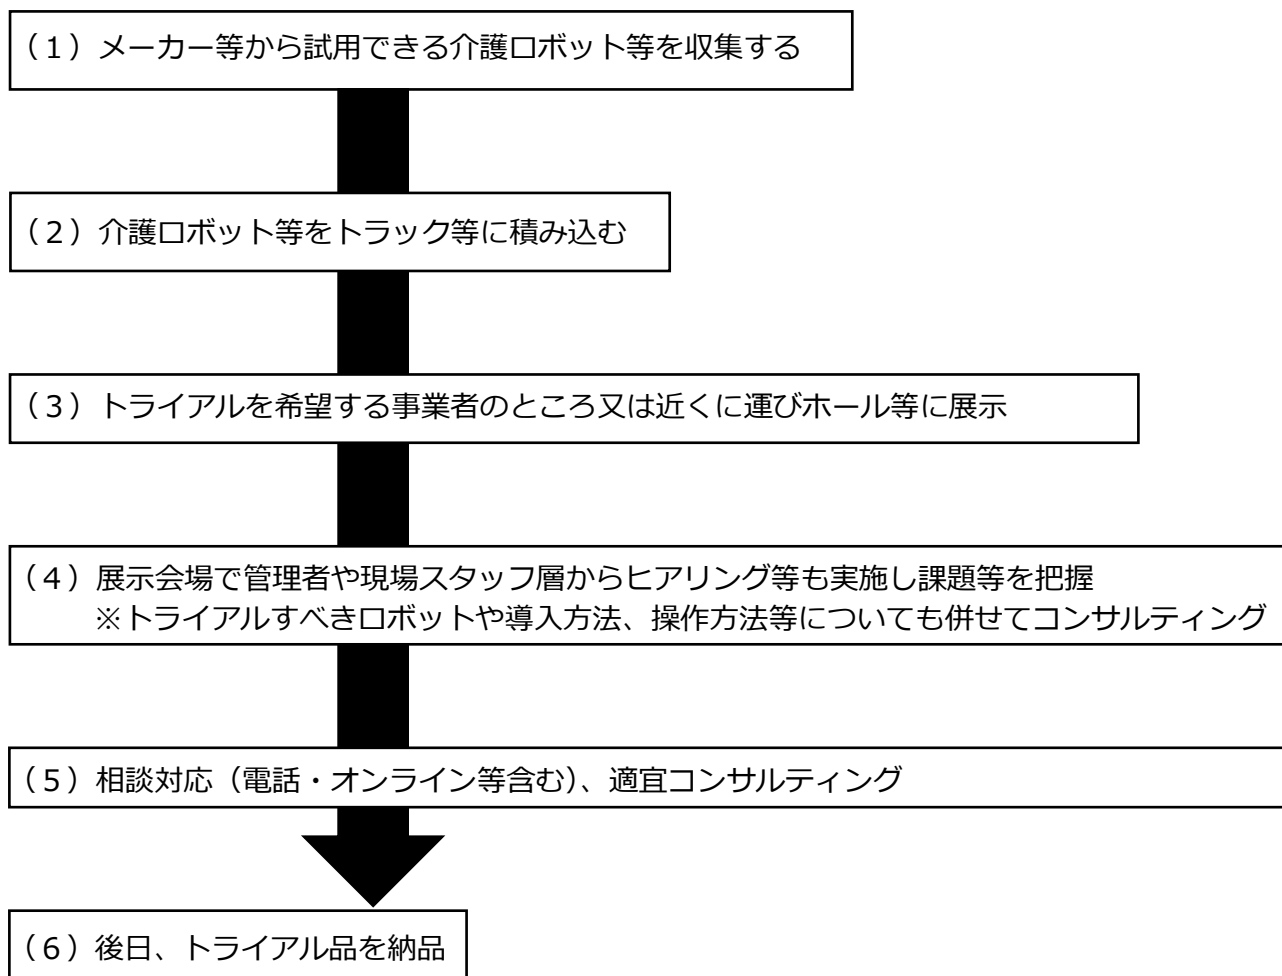 （１）メーカー等から試用できる介護ロボット等を収集する
（２）介護ロボット等をトラック等に積み込む
（３）トライアルを希望する事業者のところ又は近くに運びホール等に展示
（４）展示会場で管理者や現場スタッフ層からヒアリング等も実施し課題等を把握
※トライアルすべきロボットや導入方法、操作方法等についても併せてコンサルティング
（５）相談対応（電話・オンライン等含む）、適宜コンサルティング
（６）後日、トライアル品を納品